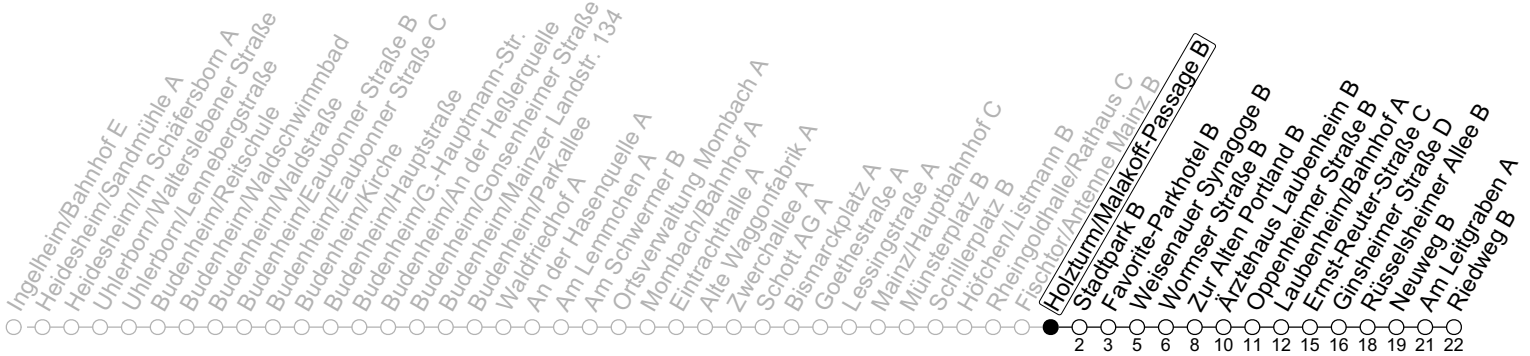 Ingelheim/Bahnhof E
Heidesheim/Sandmühle A
Heidesheim/Im Schäfersborn A
Uhlerborn/Walterslebener Straße
Uhlerborn/Lennebergstraße
Budenheim/Reitschule
Budenheim/Waldschwimmbad
Budenheim/Waldstraße
Budenheim/Eaubonner Straße B
Budenheim/Eaubonner Straße C
Budenheim/Kirche
Budenheim/Hauptstraße
Budenheim/G.-Hauptmann-Str.
Budenheim/An der Heßlerquelle
Budenheim/Gonsenheimer Straße
Budenheim/Mainzer Landstr. 134
Budenheim/Parkallee
Waldfriedhof A
An der Hasenquelle A
Am Lemmchen A
Am Schwermer B
Ortsverwaltung Mombach A
Mombach/Bahnhof A
Eintrachthalle A
Alte Waggonfabrik A
Zwerchallee A
Schott AG A
Bismarckplatz A
Goethestraße A
Lessingstraße A
Mainz/Hauptbahnhof C
Münsterplatz B
Schillerplatz B
Höfchen/Listmann B
Rheingoldhalle/Rathaus C
Fischtor/Antenne Mainz B
Holzturm/Malakoff-Passage B
Stadtpark B
Favorite-Parkhotel B
Weisenauer Synagoge B
Wormser Straße B
Zur Alten Portland B
Ärztehaus Laubenheim B
Oppenheimer Straße B
Laubenheim/Bahnhof A
Ernst-Reuter-Straße C
Ginsheimer Straße D
Rüsselsheimer Allee B
Neuweg B
Am Leitgraben A
Riedweg B
2 3 5 6 8 10 11 12 15 16 18 19 21 22